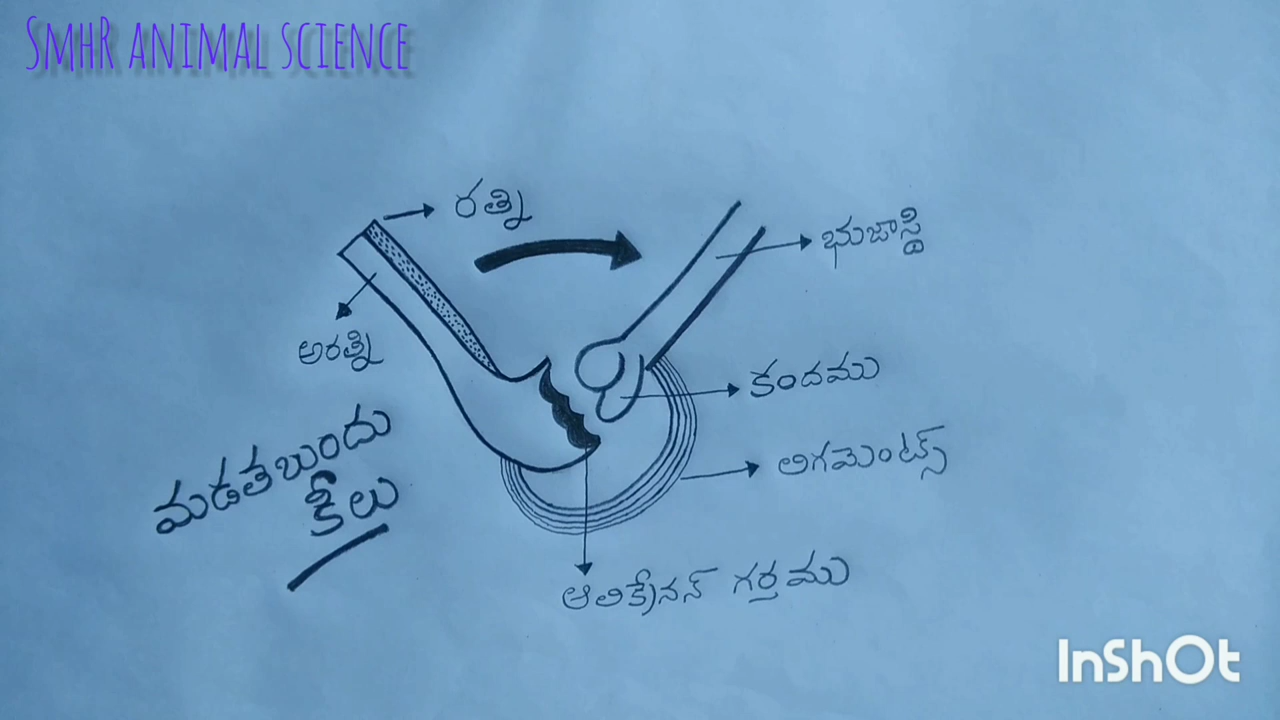 SMHR ANIMAL SCIENCE
రత్ని
భుజాస్థి
అరత్ని
కందము
మడతబుందు
కీలు
లిగమెంట్స్
ఆలిక్రేనన్ గర్తము
InShOt